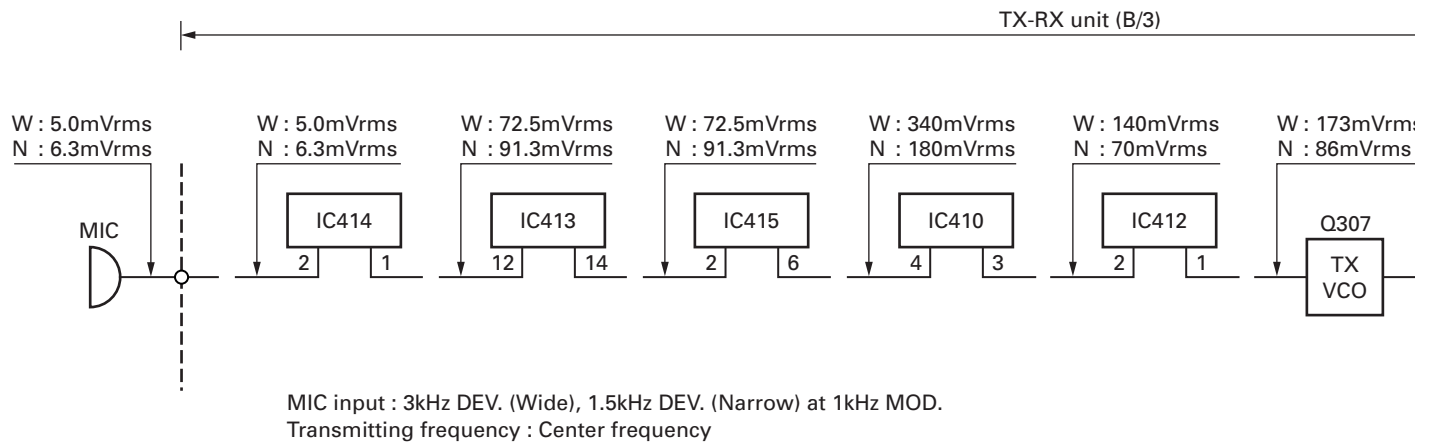 TX-RX unit (B/3)
W : 5.0mVrms
N : 6.3mVrms
W : 5.0mVrms
N : 6.3mVrms
W : 72.5mVrms
N : 91.3mVrms
W : 72.5mVrms
N : 91.3mVrms
W : 340mVrms
N : 180mVrms
W : 140mVrms
N : 70mVrms
W : 173mVrms
N : 86mVrms
MIC
IC414
2 1
IC413
12 14
IC415
2 6
IC410
4 3
IC412
2 1
Q307
TX
VCO
MIC input : 3kHz DEV. (Wide), 1.5kHz DEV. (Narrow) at 1kHz MOD.
Transmitting frequency : Center frequency